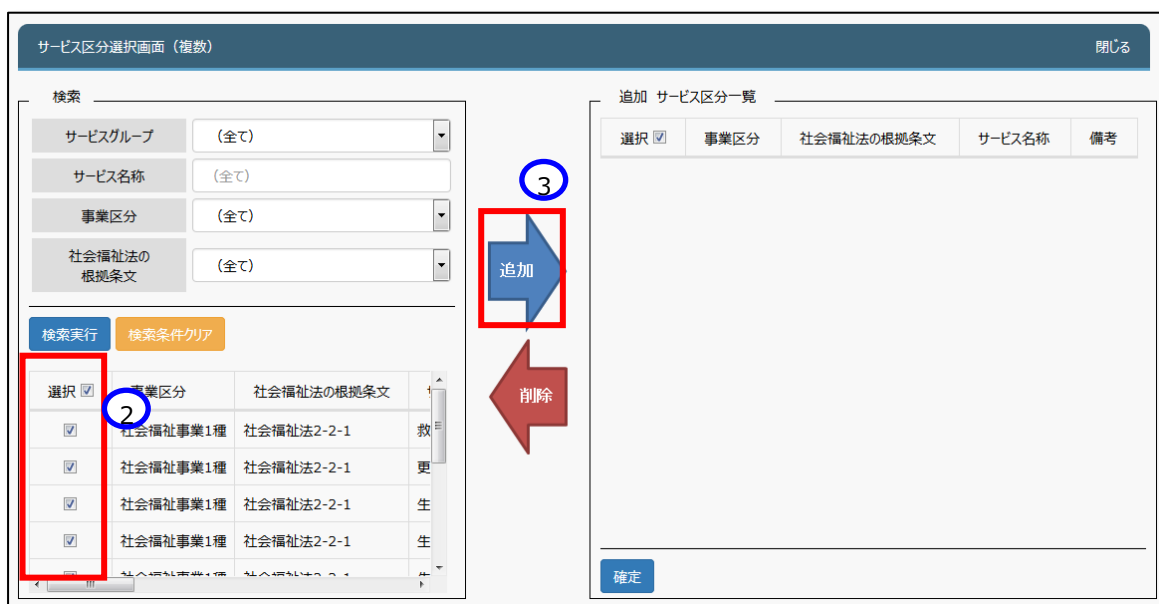 サービス区分選択画面（複数） 閉じる
検索
サービスグループ （全て）
サービス名称 （全て）
事業区分 （全て）
社会福祉法の
根拠条文 （全て）
検索実行 検索条件クリア
選択 事業区分 社会福祉法の根拠条文
2
社会福祉事業1種 社会福祉法2-2-1 救
社会福祉事業1種 社会福祉法2-2-1 更
社会福祉事業1種 社会福祉法2-2-1 生
社会福祉事業1種 社会福祉法2-2-1 生
3
追加
削除
追加 サービス区分一覧
選択 事業区分 社会福祉法の根拠条文 サービス名称 備考
確定